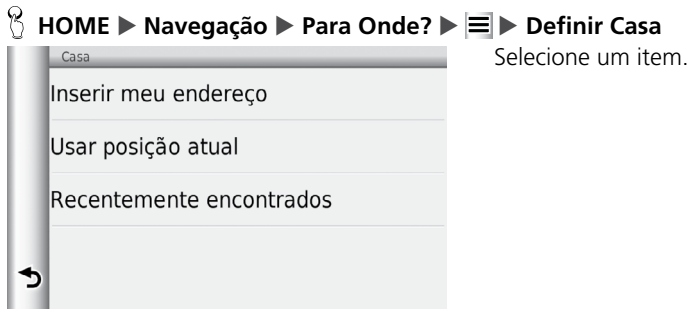 HOME ▶ Navegação ▶ Para Onde? ▶ ▶ Definir Casa
Casa
Selecione um item.
Inserir meu endereço
Usar posição atual
Recentemente encontrados